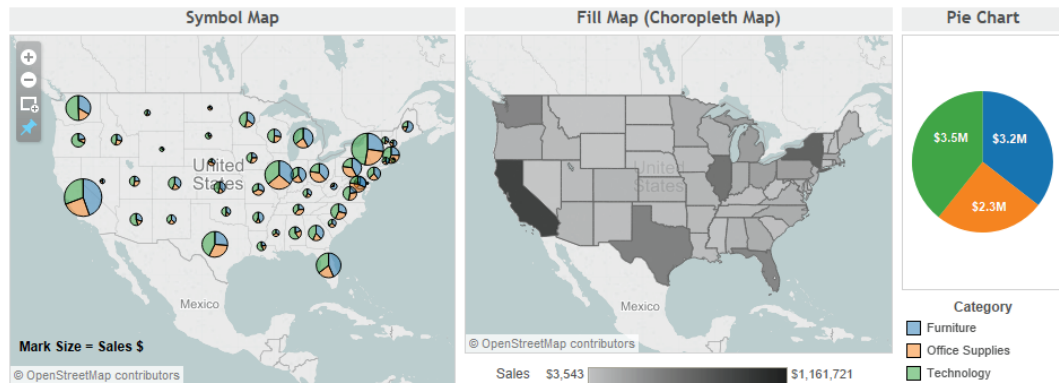 Symbol Map
United
States
Mexico
Mark Size = Sales $
© OpenStreetMap contributors
Fill Map (Choropleth Map)
United
States
Mexico
© OpenStreetMap contributors
Sales $3,543 $1,161,721
Pie Chart
$3.5M
$3.2M
$2.3M
Category
Furniture
Office Supplies
Technology